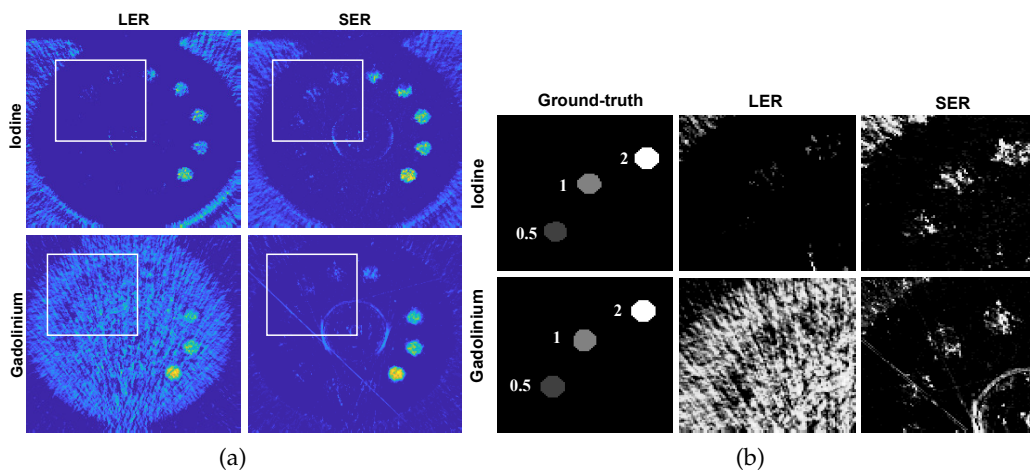 LER SER
Iodine
Gadolinium
(a)
Ground-truth LER SER
Iodine
2
1
0.5
Gadolinium
2
1
0.5
(b)